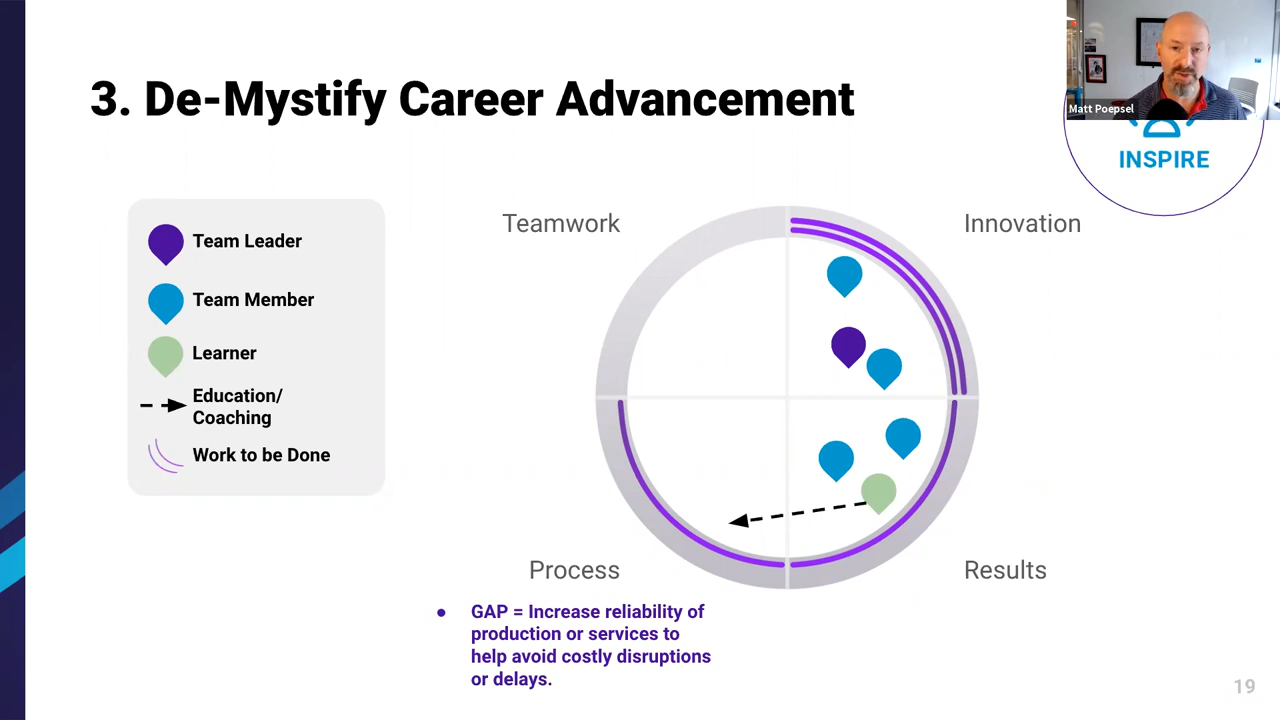 3. De-Mystify Career Advancement
Matt Poepsel
INSPIRE
Team Leader
Team Member
Learner
Education/
Coaching
Work to be Done
Teamwork
Innovation
Process
Results
● GAP = Increase reliability of
production or services to
help avoid costly disruptions
or delays.
19